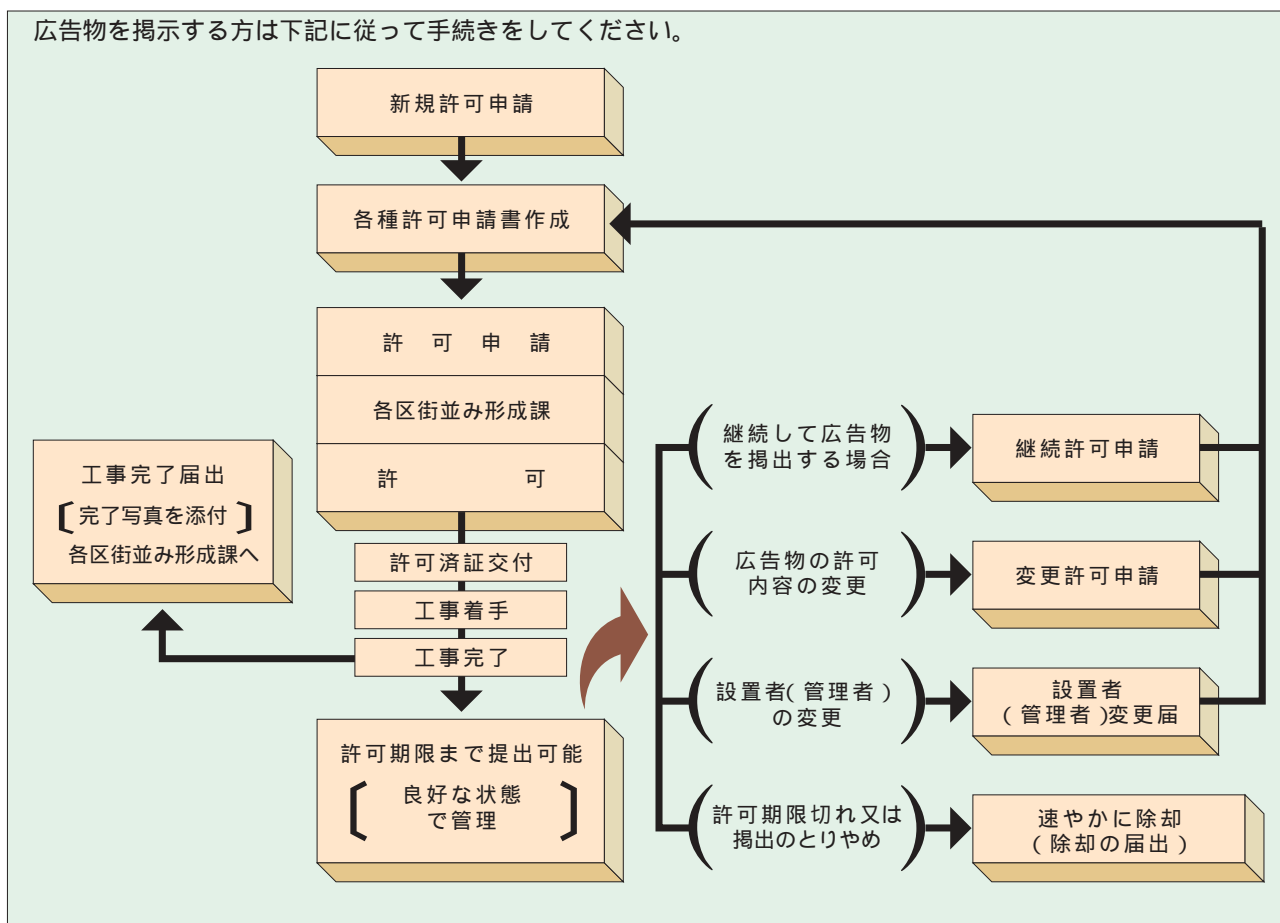 広告物を掲示する方は下記に従って手続きをしてください。
新規許可申請
各種許可申請書作成
許可申請
各区街並み形成課
許可
許可済証交付
工事着手
工事完了
工事完了届出
〔完了写真を添付〕
各区街並み形成課へ
許可期限まで提出可能
〔良好な状態
で管理〕
(継続して広告物
を掲出する場合)
継続許可申請
(広告物の許可
内容の変更)
変更許可申請
(設置者(管理者)
の変更)
設置者
(管理者)変更届
(許可期限切れ又は
掲出のとりやめ)
速やかに除却
(除却の届出)